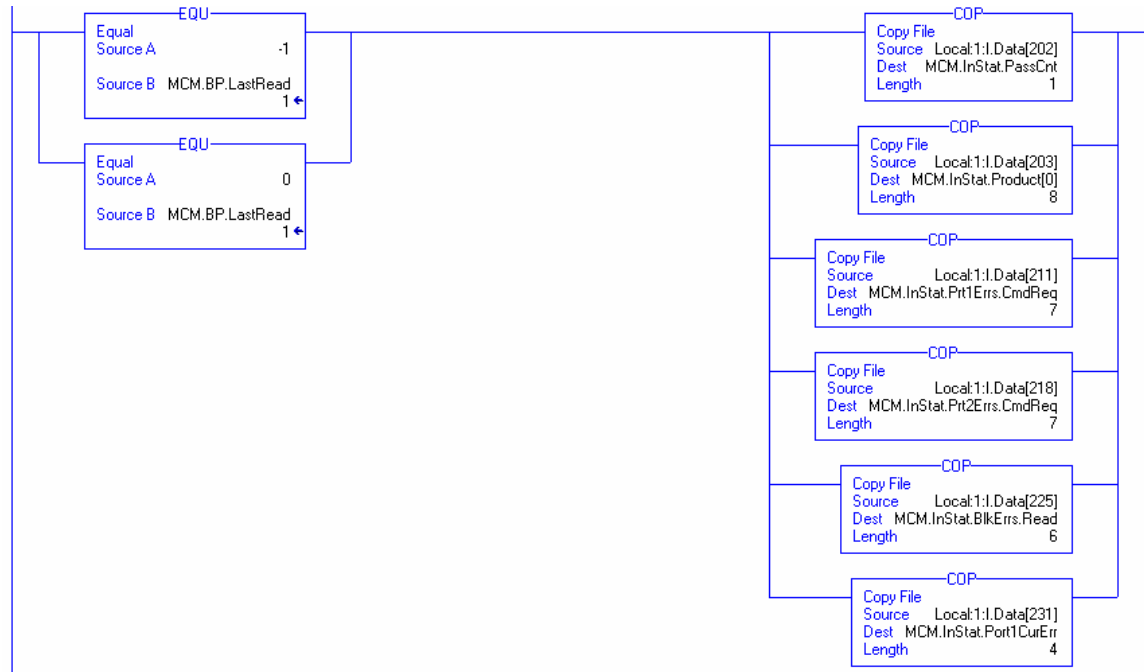 EQU
Equal
Source A -1
Source B MCM.BP.LastRead
1
EQU
Equal
Source A 0
Source B MCM.BP.LastRead
1
COP
Copy File
Source Local:1:I.Data[202]
Dest MCM.InStat.PassCnt
Length 1
COP
Copy File
Source Local:1:I.Data[203]
Dest MCM.InStat.Product[0]
Length 8
COP
Copy File
Source Local:1:I.Data[211]
Dest MCM.InStat.Prt1Errs.CmdReq
Length 7
COP
Copy File
Source Local:1:I.Data[218]
Dest MCM.InStat.Prt2Errs.CmdReq
Length 7
COP
Copy File
Source Local:1:I.Data[225]
Dest MCM.InStat.BlkErrs.Read
Length 6
COP
Copy File
Source Local:1:I.Data[231]
Dest MCM.InStat.Port1CurErr
Length 4